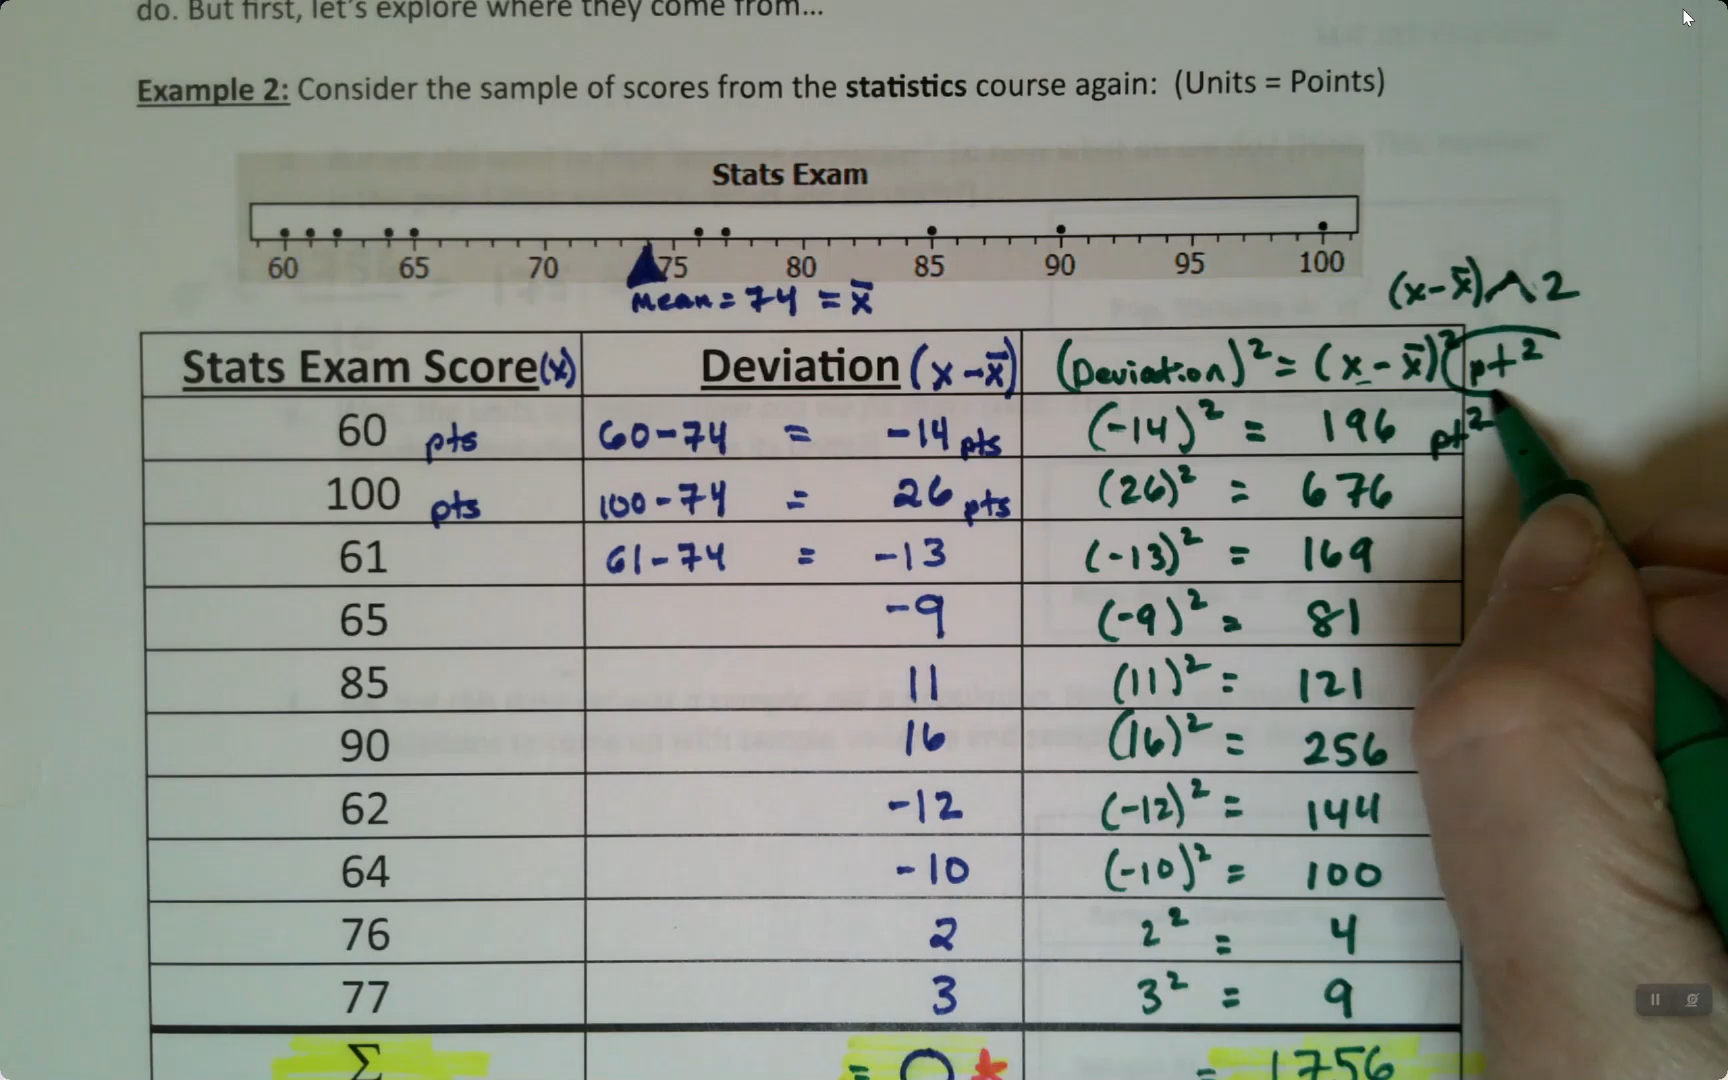 do. But first, let's explore where they come from...
Example 2: Consider the sample of scores from the statistics course again: (Units = Points)
Stats Exam
60 65 70 75 80 85 90 95 100
Mean = 74 = x̄
(x-x̄)^2
Stats Exam Score(x) Deviation (x-x̄) (Deviation)² = (x-x̄)² (pt²
60 pts 60-74 = -14 pts (-14)² = 196 pt²
100 pts 100-74 = 26 pts (26)² = 676
61 61-74 = -13 (-13)² = 169
65 -9 (-9)² = 81
85 11 (11)² = 121
90 16 (16)² = 256
62 -12 (-12)² = 144
64 -10 (-10)² = 100
76 2 2² = 4
77 3 3² = 9
Σ = 0 * = 1756